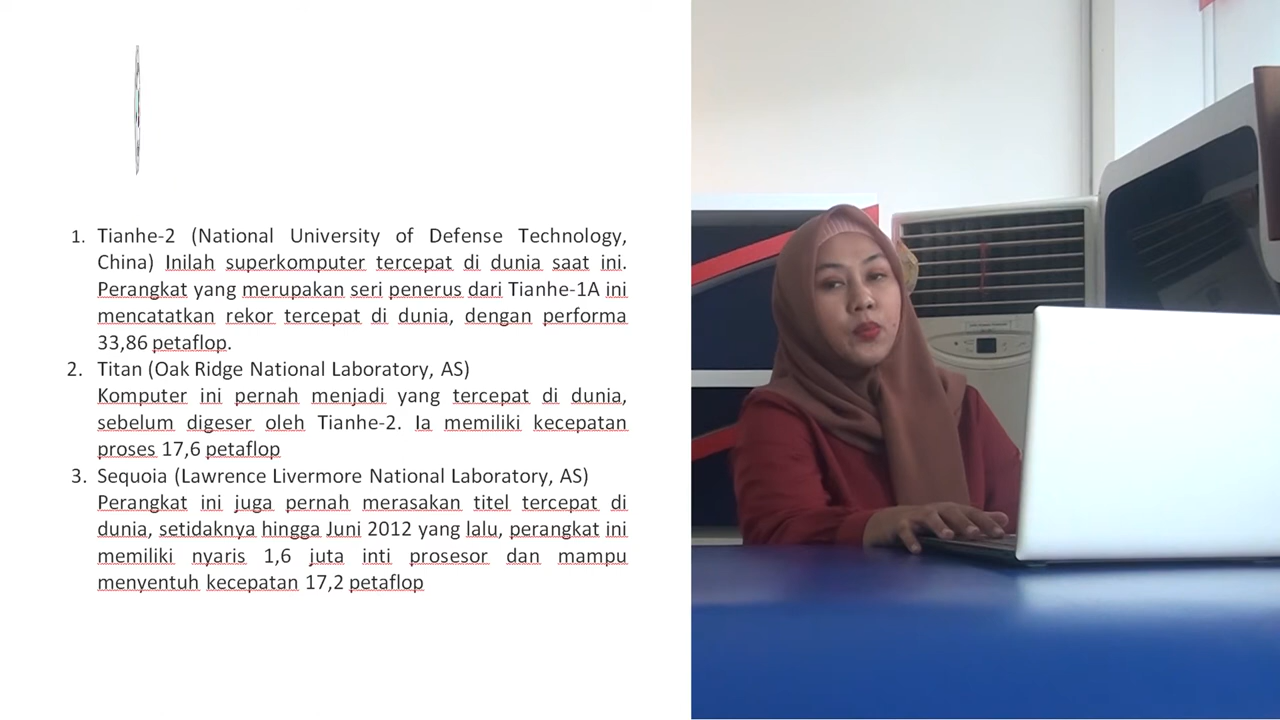 1. Tianhe-2 (National University of Defense Technology,
China) Inilah superkomputer tercepat di dunia saat ini.
Perangkat yang merupakan seri penerus dari Tianhe-1A ini
mencatatkan rekor tercepat di dunia, dengan performa
33,86 petaflop.
2. Titan (Oak Ridge National Laboratory, AS)
Komputer ini pernah menjadi yang tercepat di dunia,
sebelum digeser oleh Tianhe-2. Ia memiliki kecepatan
proses 17,6 petaflop
3. Sequoia (Lawrence Livermore National Laboratory, AS)
Perangkat ini juga pernah merasakan titel tercepat di
dunia, setidaknya hingga Juni 2012 yang lalu, perangkat ini
memiliki nyaris 1,6 juta inti prosesor dan mampu
menyentuh kecepatan 17,2 petaflop